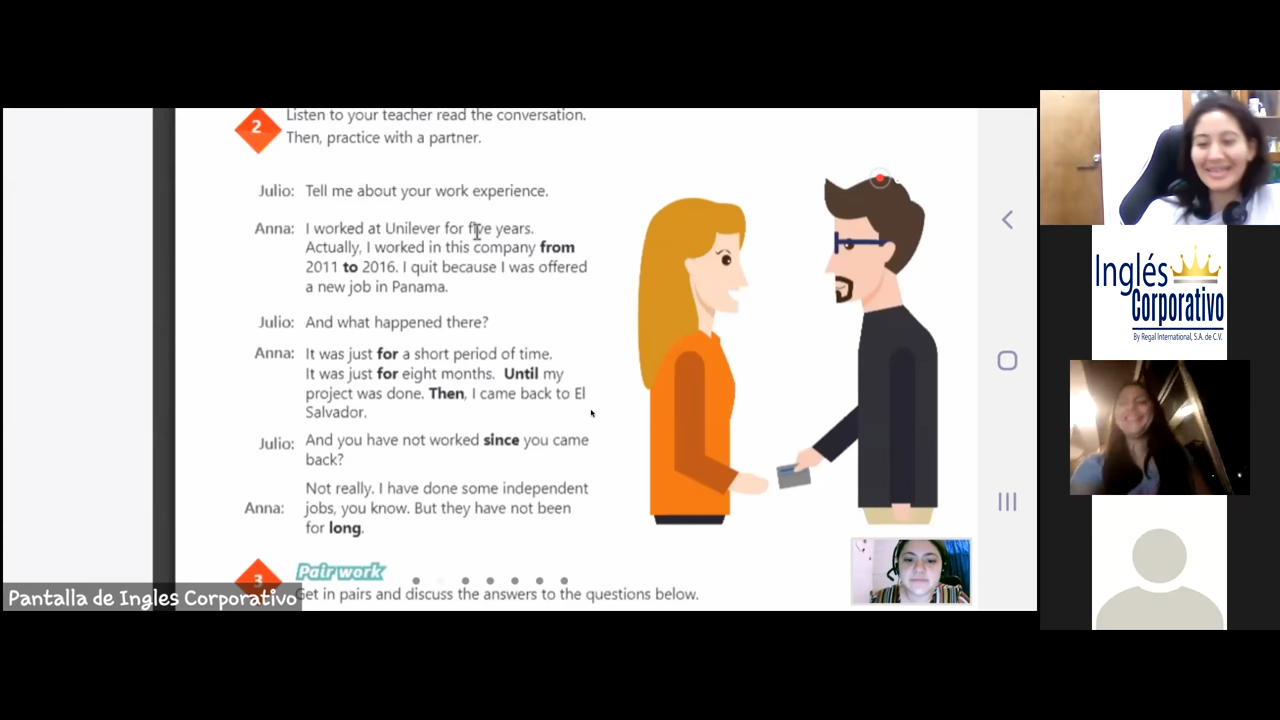 2
Listen to your teacher read the conversation.
Then, practice with a partner.
Julio: Tell me about your work experience.
Anna: I worked at Unilever for five years.
Actually, I worked in this company from
2011 to 2016. I quit because I was offered
a new job in Panama.
Julio: And what happened there?
Anna: It was just for a short period of time.
It was just for eight months. Until my
project was done. Then, I came back to El
Salvador.
Julio: And you have not worked since you came
back?
Not really. I have done some independent
Anna: jobs, you know. But they have not been
for long.
3
Pair work
Get in pairs and discuss the answers to the questions below.
Pantalla de Ingles Corporativo
Inglés
Corporativo
By Regal International, S.A. de C.V.